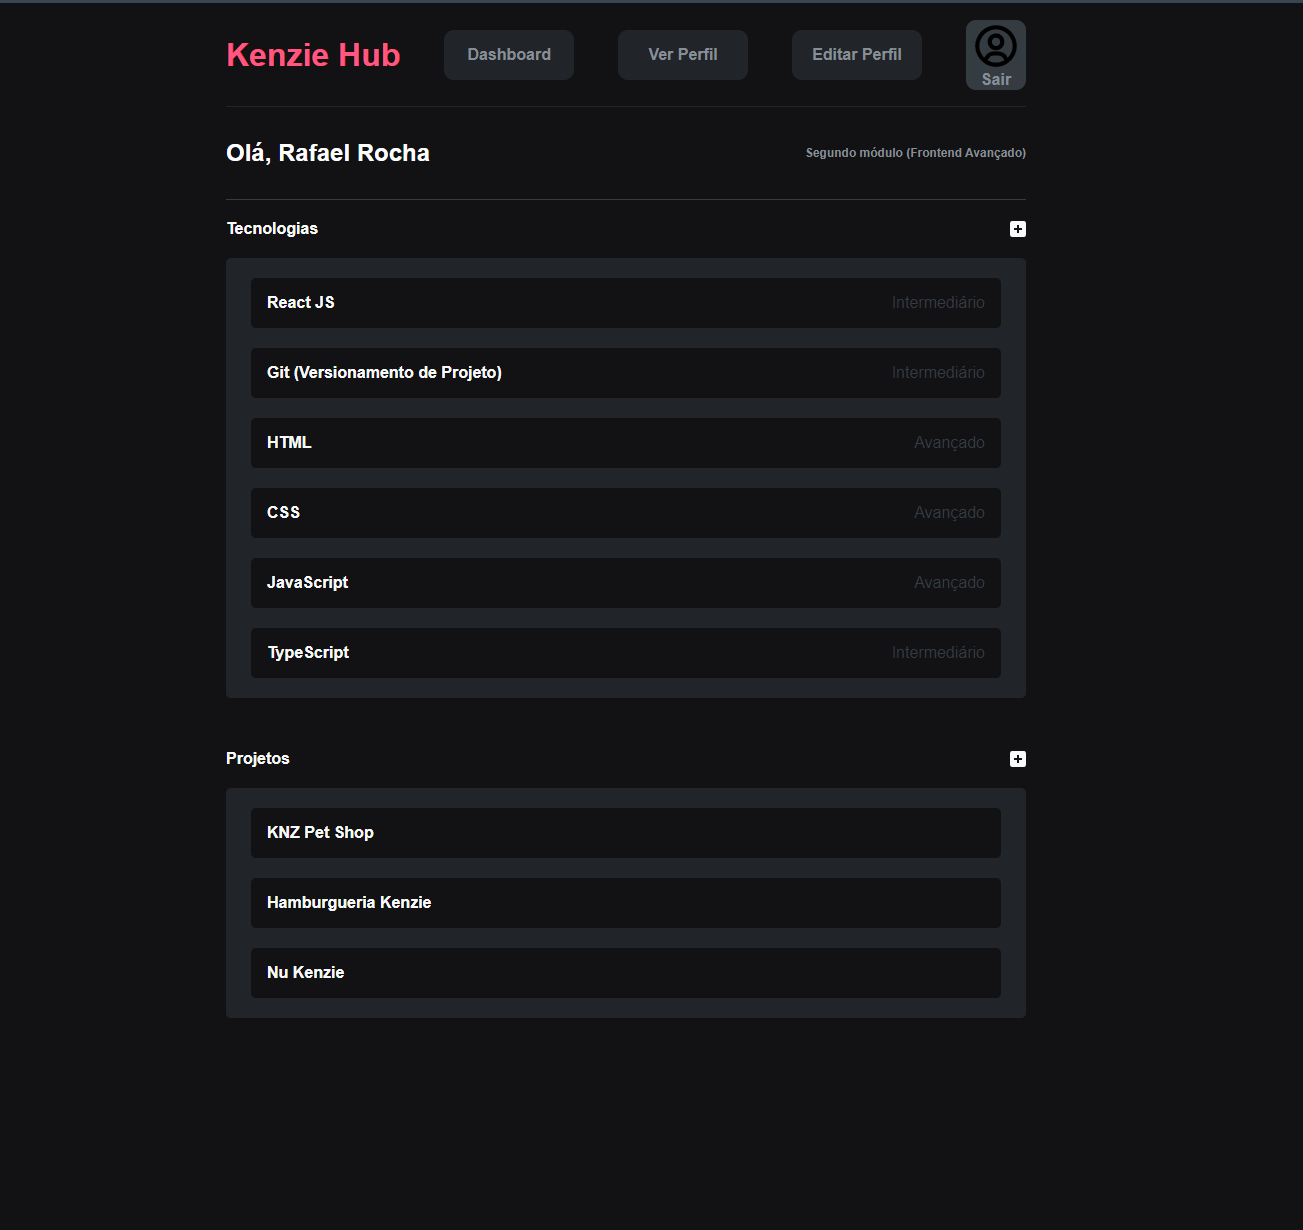 Kenzie Hub
Dashboard
Ver Perfil
Editar Perfil
Sair
Olá, Rafael Rocha
Segundo módulo (Frontend Avançado)
Tecnologias
React JS
Intermediário
Git (Versionamento de Projeto)
Intermediário
HTML
Avançado
CSS
Avançado
JavaScript
Avançado
TypeScript
Intermediário
Projetos
KNZ Pet Shop
Hamburgueria Kenzie
Nu Kenzie